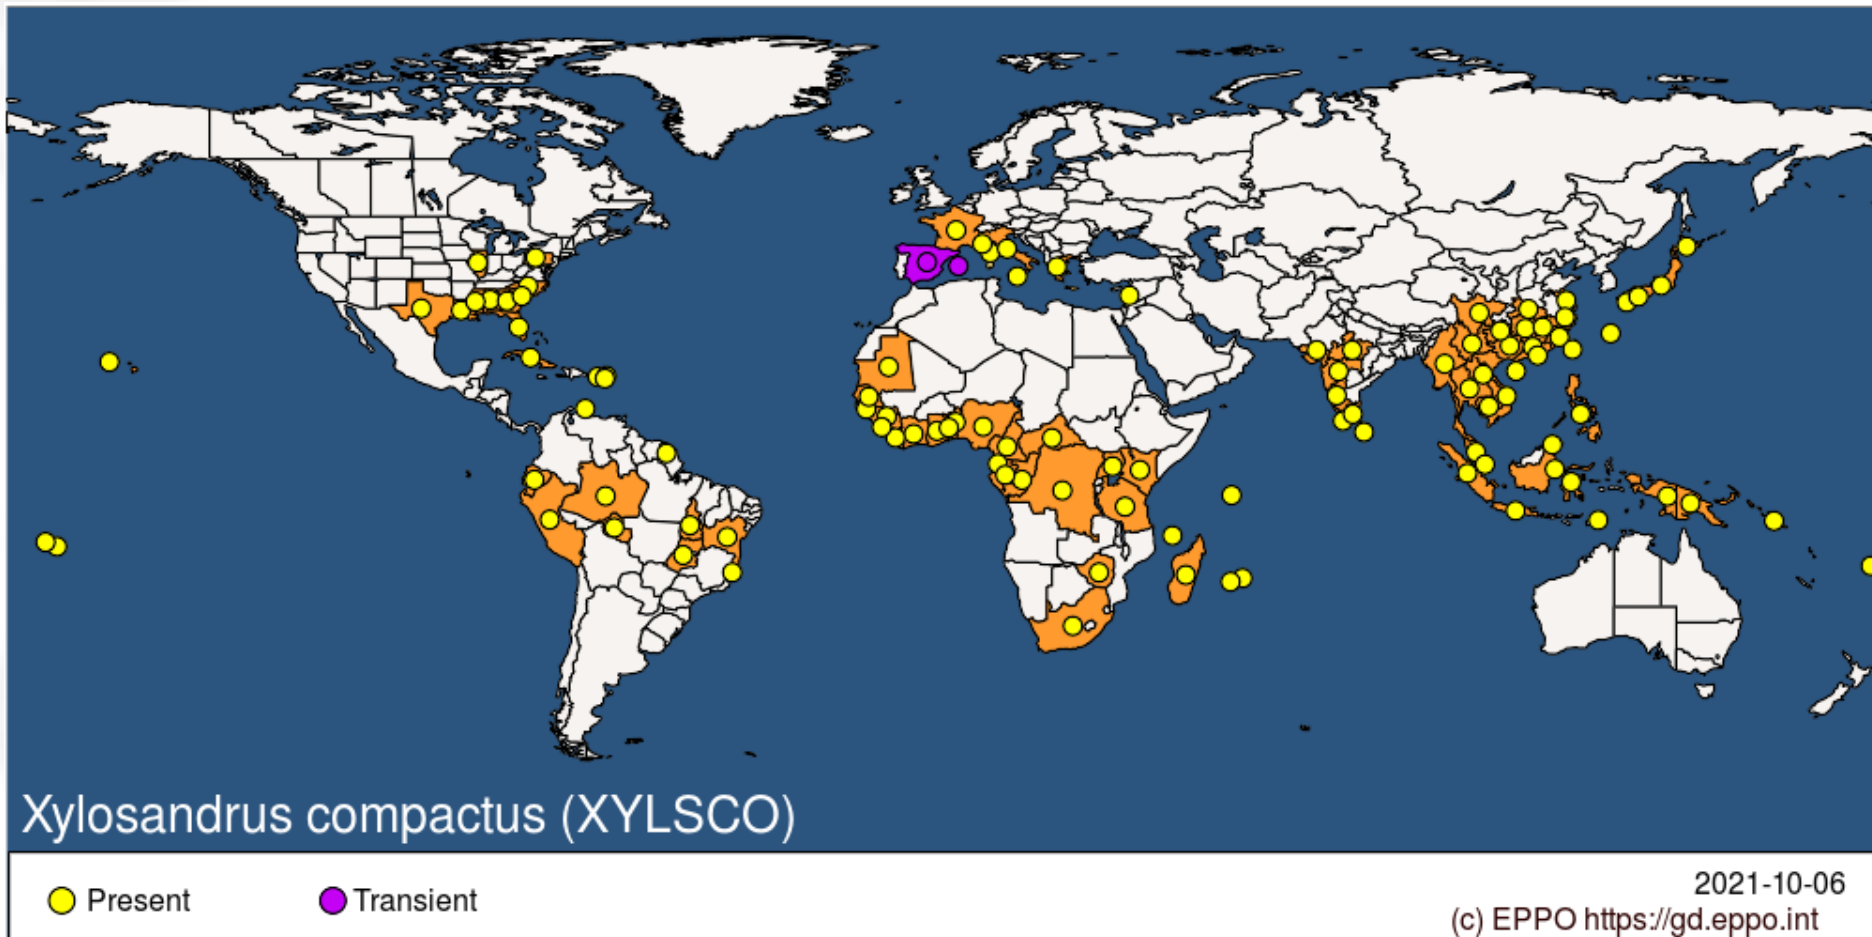 Xylosandrus compactus (XYLSCO)
Present
Transient
2021-10-06
(c) EPPO https://gd.eppo.int